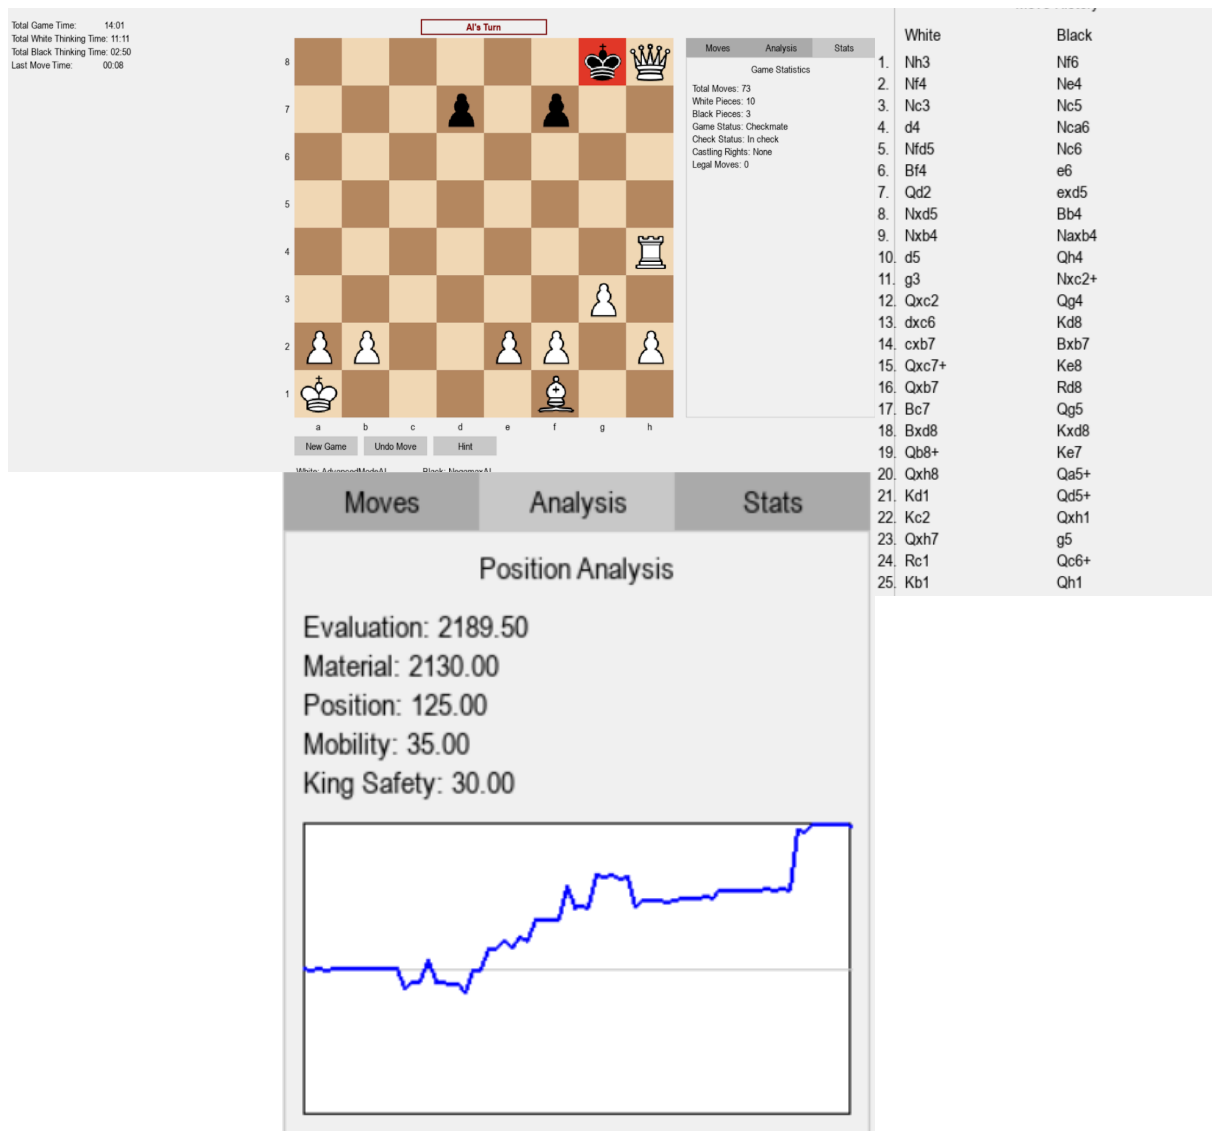 Total Game Time: 14:01
Total White Thinking Time: 11:11
Total Black Thinking Time: 02:50
Last Move Time: 00:08
AI's Turn
8
7
6
5
4
3
2
1
a b c d e f g h
New Game Undo Move Hint
White: AdvancedModeAI Black: NegamaxAI
Moves Analysis Stats
Game Statistics
Total Moves: 73
White Pieces: 10
Black Pieces: 3
Game Status: Checkmate
Check Status: In check
Castling Rights: None
Legal Moves: 0
White Black
1. Nh3 Nf6
2. Nf4 Ne4
3. Nc3 Nc5
4. d4 Nca6
5. Nfd5 Nc6
6. Bf4 e6
7. Qd2 exd5
8. Nxd5 Bb4
9. Nxb4 Naxb4
10. d5 Qh4
11. g3 Nxc2+
12. Qxc2 Qg4
13. dxc6 Kd8
14. cxb7 Bxb7
15. Qxc7+ Ke8
16. Qxb7 Rd8
17. Bc7 Qg5
18. Bxd8 Kxd8
19. Qb8+ Ke7
20. Qxh8 Qa5+
21. Kd1 Qd5+
22. Kc2 Qxh1
23. Qxh7 g5
24. Rc1 Qc6+
25. Kb1 Qh1
Moves Analysis Stats
Position Analysis
Evaluation: 2189.50
Material: 2130.00
Position: 125.00
Mobility: 35.00
King Safety: 30.00